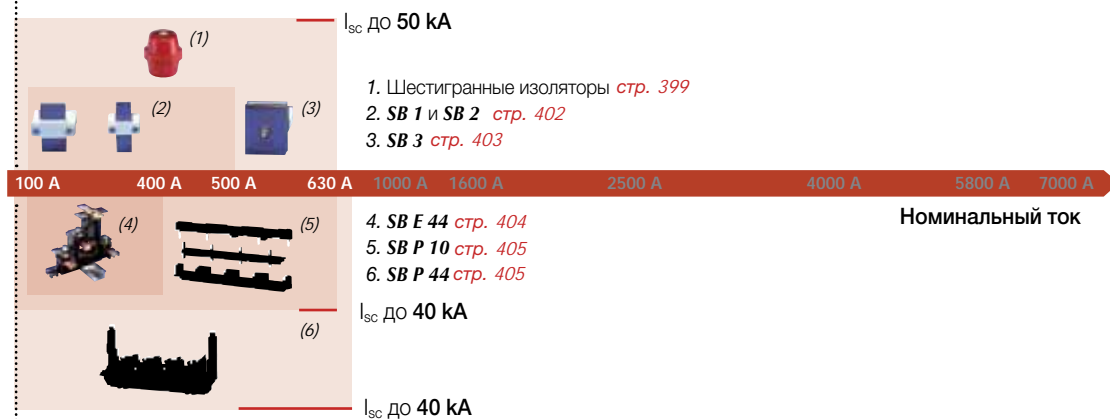 I_sc до 50 kA
(1)
1. Шестигранные изоляторы стр. 399
(2)
(3)
2. SB 1 и SB 2 стр. 402
3. SB 3 стр. 403
100 A 400 A 500 A 630 A 1000 A 1600 A 2500 A 4000 A 5800 A 7000 A
Номинальный ток
(4)
(5)
4. SB E 44 стр. 404
5. SB P 10 стр. 405
6. SB P 44 стр. 405
I_sc до 40 kA
(6)
I_sc до 40 kA